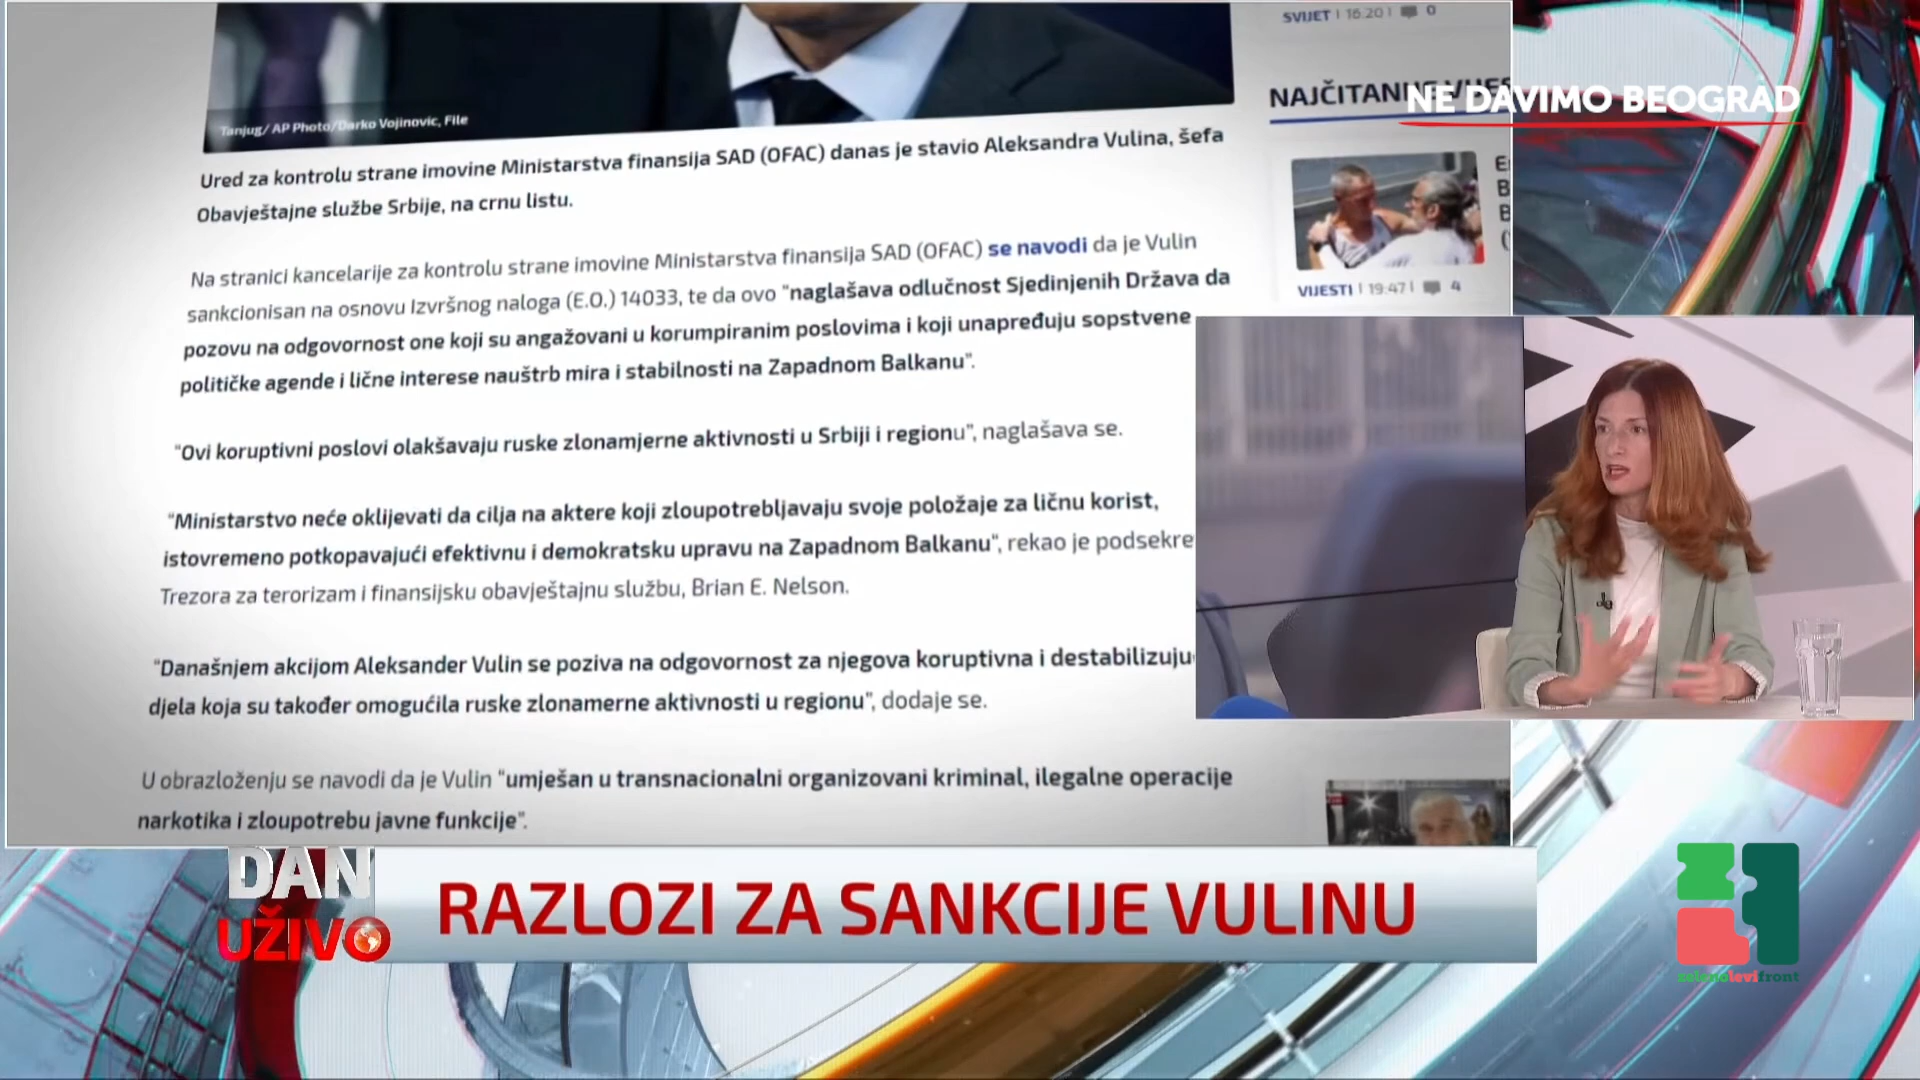 SVIJET | 16:20 | 0
Tanjug/ AP Photo/Darko Vojinovic, File
NE DAVIMO BEOGRAD
Ured za kontrolu strane imovine Ministarstva finansija SAD (OFAC) danas je stavio Aleksandra Vulina, šefa
Obavještajne službe Srbije, na crnu listu.
Na stranici kancelarije za kontrolu strane imovine Ministarstva finansija SAD (OFAC) se navodi da je Vulin
sankcionisan na osnovu Izvršnog naloga (E.O.) 14033, te da ovo "naglašava odlučnost Sjedinjenih Država da
pozovu na odgovornost one koji su angažovani u korumpiranim poslovima i koji unapređuju sopstvene
političke agende i lične interese nauštrb mira i stabilnosti na Zapadnom Balkanu".
"Ovi koruptivni poslovi olakšavaju ruske zlonamjerne aktivnosti u Srbiji i regionu", naglašava se.
"Ministarstvo neće oklijevati da cilja na aktere koji zloupotrebljavaju svoje položaje za ličnu korist,
istovremeno potkopavajući efektivnu i demokratsku upravu na Zapadnom Balkanu", rekao je podsekre
Trezora za terorizam i finansijsku obavještajnu službu, Brian E. Nelson.
"Današnjem akcijom Aleksander Vulin se poziva na odgovornost za njegova koruptivna i destabilizuju
djela koja su također omogućila ruske zlonamerne aktivnosti u regionu", dodaje se.
U obrazloženju se navodi da je Vulin "umješan u transnacionalni organizovani kriminal, ilegalne operacije
narkotika i zloupotrebu javne funkcije".
VIJESTI | 19:47 | 4
DAN
UŽIVO
RAZLOZI ZA SANKCIJE VULINU
zelenolevifront